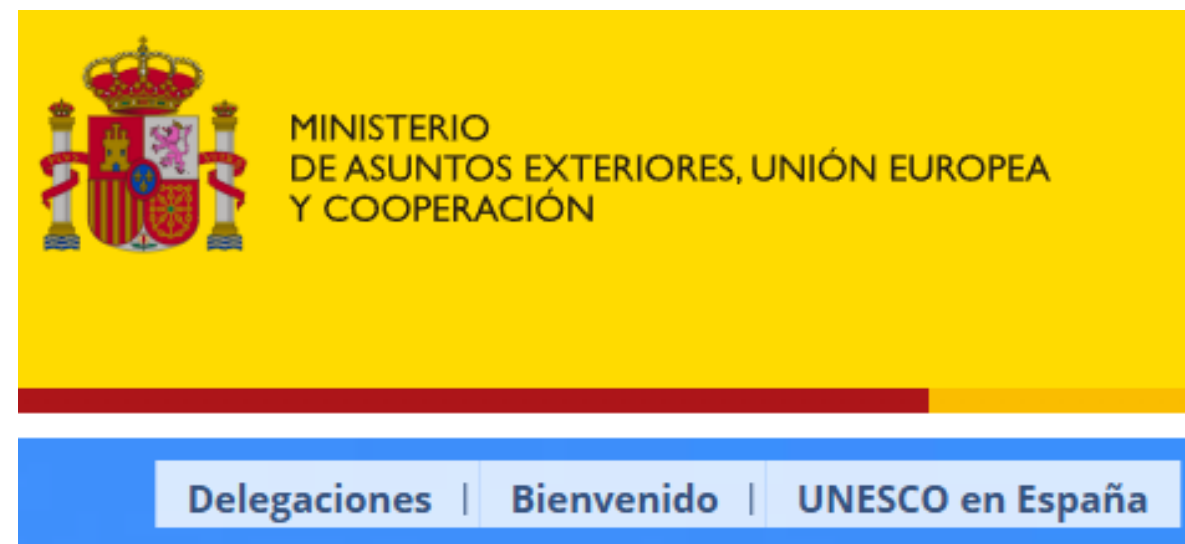 MINISTERIO
DE ASUNTOS EXTERIORES, UNIÓN EUROPEA
Y COOPERACIÓN
Delegaciones | Bienvenido | UNESCO en España